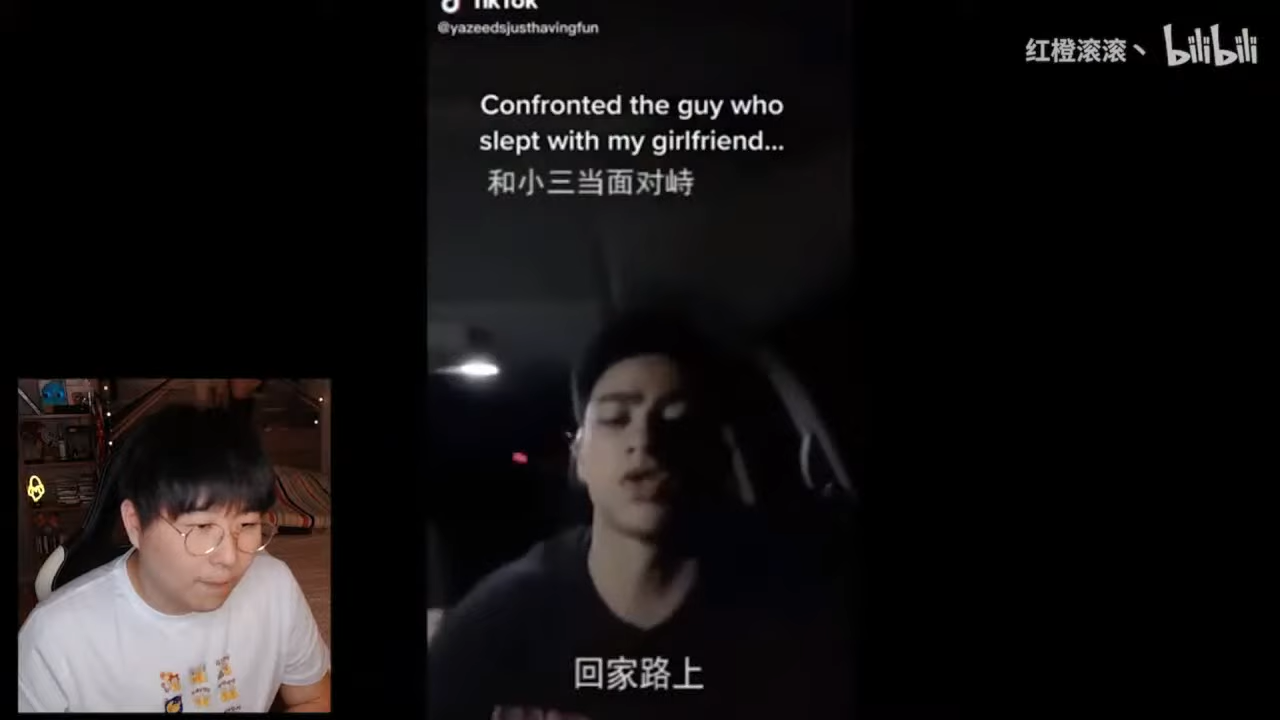 TikTok
@yazeedsjusthavingfun
红橙滚滚丶 bilibili
Confronted the guy who
slept with my girlfriend...
和小三当面对峙
回家路上